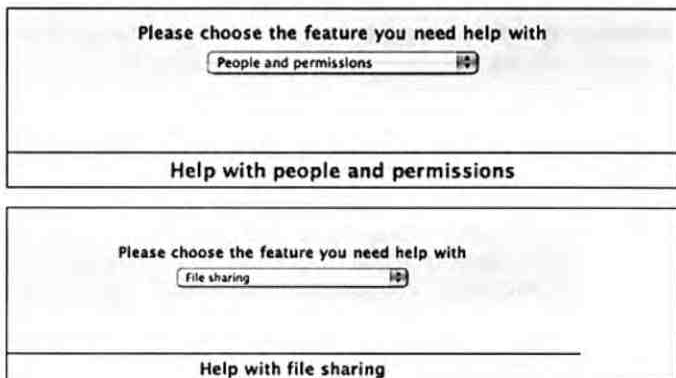 Please choose the feature you need help with
People and permissions
Help with people and permissions
Please choose the feature you need help with
File sharing
Help with file sharing